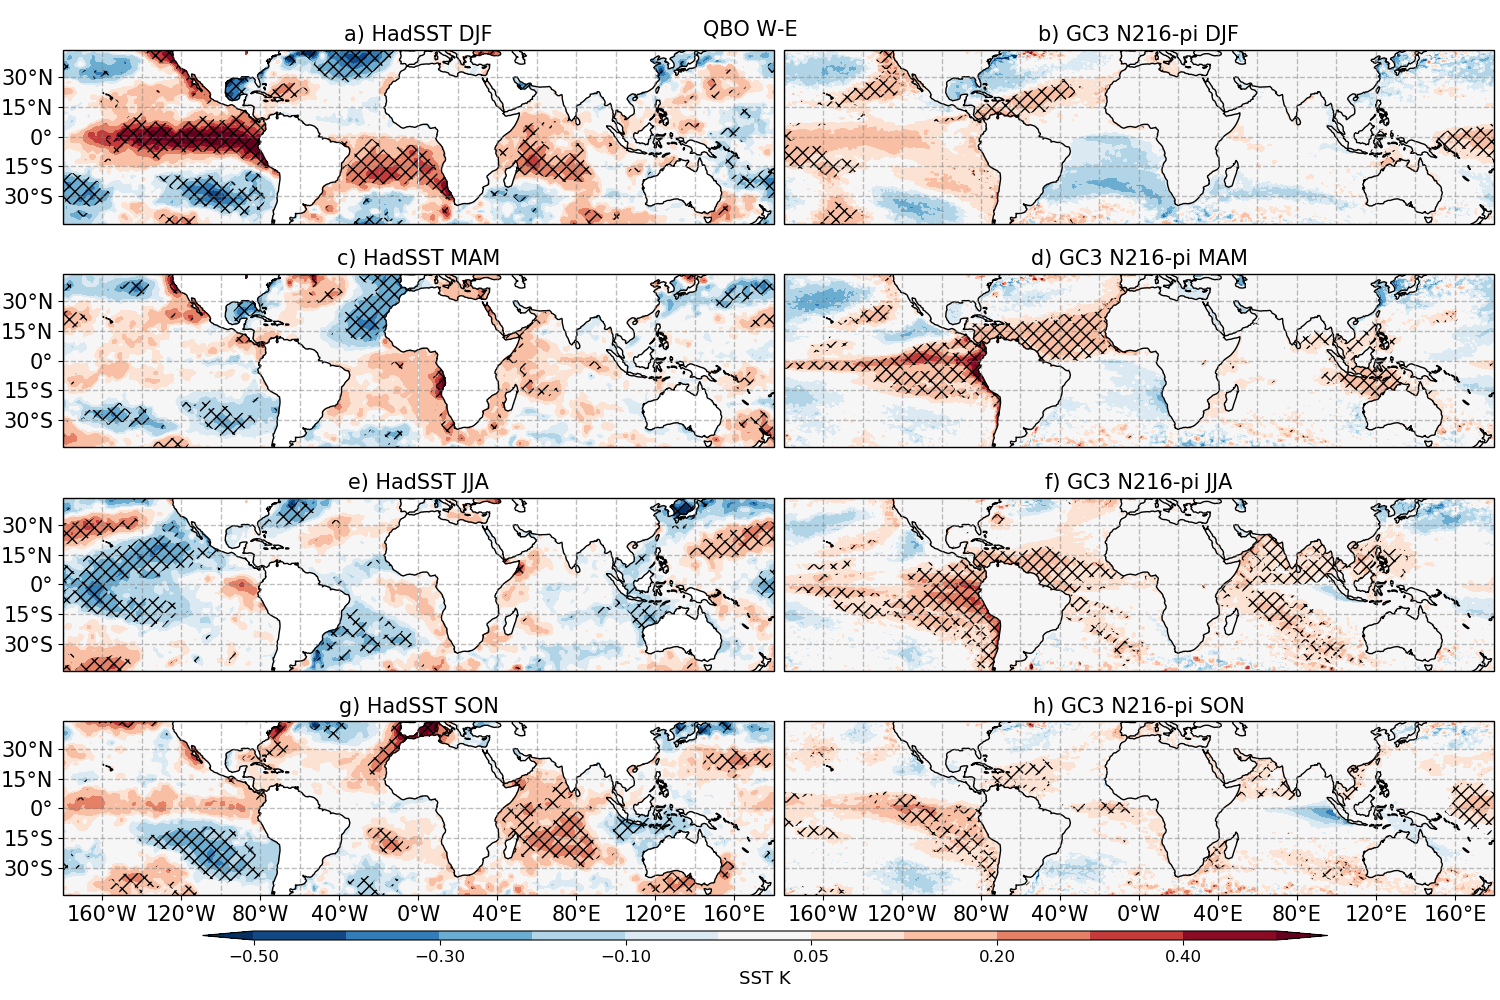 QBO W-E
a) HadSST DJF
b) GC3 N216-pi DJF
30°N
15°N
0°
15°S
30°S
c) HadSST MAM
d) GC3 N216-pi MAM
30°N
15°N
0°
15°S
30°S
e) HadSST JJA
f) GC3 N216-pi JJA
30°N
15°N
0°
15°S
30°S
g) HadSST SON
h) GC3 N216-pi SON
30°N
15°N
0°
15°S
30°S
160°W 120°W 80°W 40°W 0°W 40°E 80°E 120°E 160°E
160°W 120°W 80°W 40°W 0°W 40°E 80°E 120°E 160°E
−0.50 −0.30 −0.10 0.05 0.20 0.40
SST K